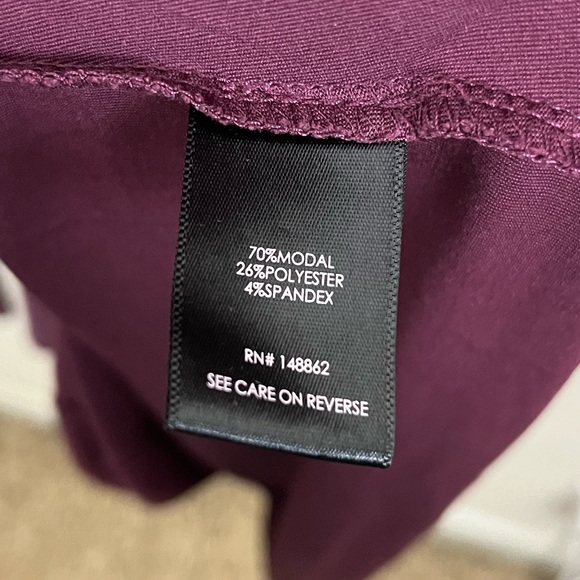 70%MODAL
26%POLYESTER
4%SPANDEX
RN# 148862
SEE CARE ON REVERSE